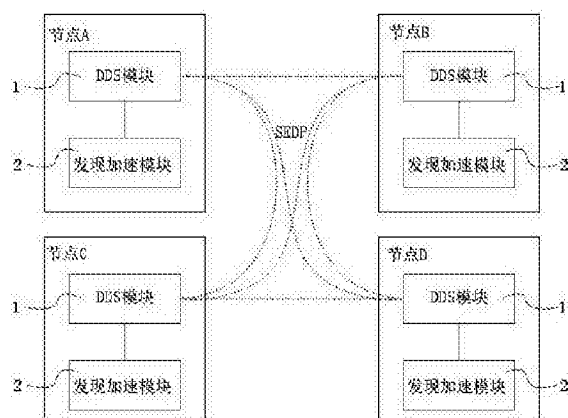 节点A
节点B
1
DDS模块
DDS模块
1
SEDP
2
发现加速模块
发现加速模块
2
节点C
节点D
1
DDS模块
DDS模块
1
2
发现加速模块
发现加速模块
2